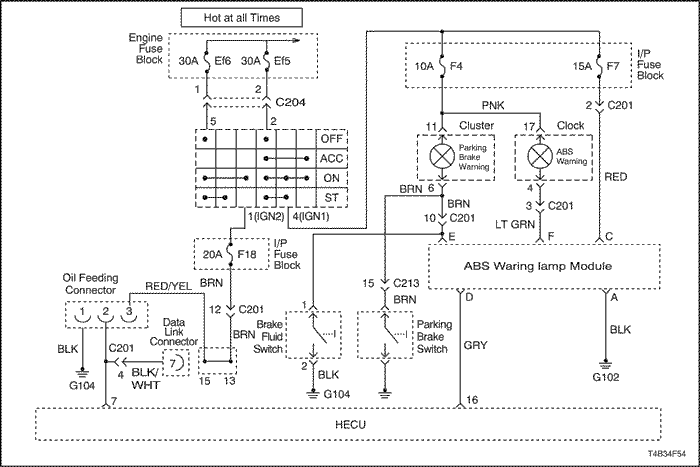 Hot at all Times
Engine
Fuse
Block
30A Ef6 30A Ef5
1 2
C204
5 2
OFF
ACC
ON
ST
1(IGN2) 4(IGN1)
10A F4 15A F7
I/P
Fuse
Block
2 C201
PNK
11 Cluster 17 Clock
Parking
Brake
Warning
ABS
Warning
BRN 6 4
RED
BRN
10 C201
3 C201
LT GRN
E F C
ABS Waring lamp Module
D A
20A F18
I/P
Fuse
Block
BRN
12 C201
BRN
Oil Feeding
Connector
RED/YEL
1 2 3
Data
Link
Connector
7
BLK
C201
4
BLK/
WHT
15 13
G104
7
1
Brake
Fluid
Switch
2 BLK
G104
15 C213
BRN
Parking
Brake
Switch
GRY
16
BLK
G102
HECU
T4B34F54